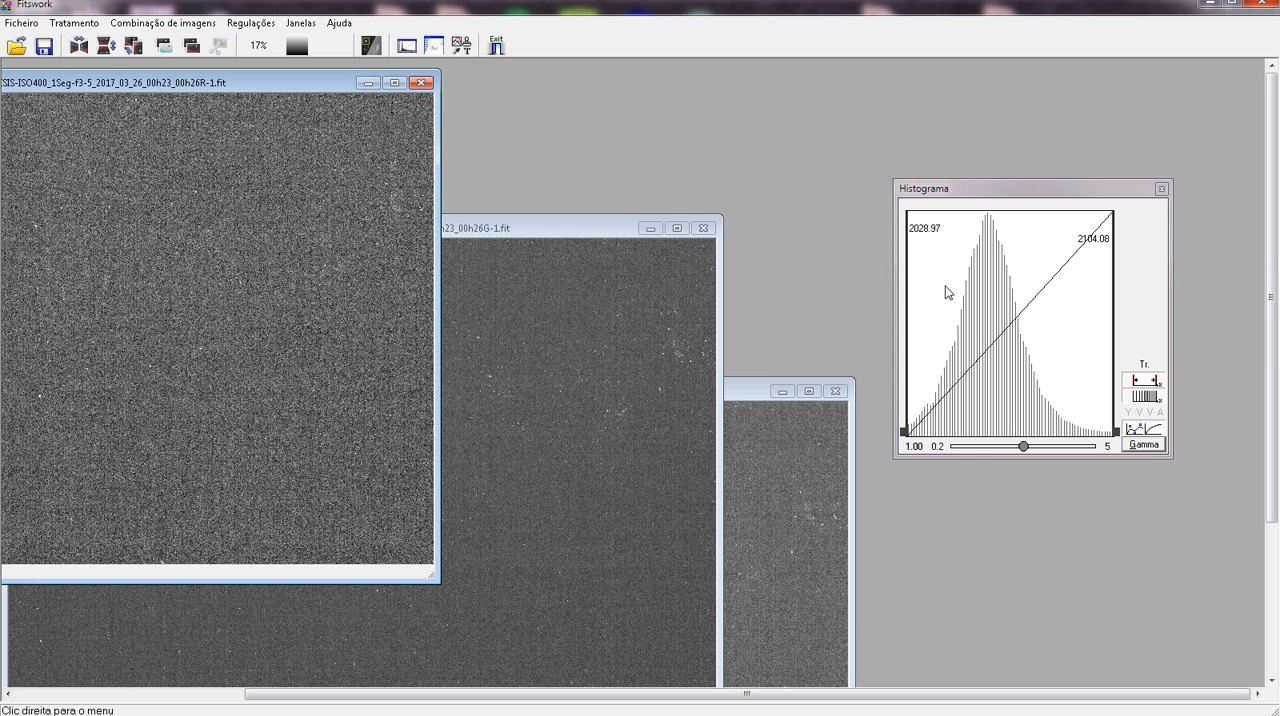 Fitswork
Ficheiro Tratamento Combinação de imagens Regulações Janelas Ajuda
17%
Exit
SIS-ISO400_1Seg-f3-5_2017_03_26_00h23_00h26R-1.fit
h23_00h26G-1.fit
Histograma
2028.97
2104.08
Tr.
x
x
Y V V A
1.00 0.2 5 Gamma
Clic direita para o menu